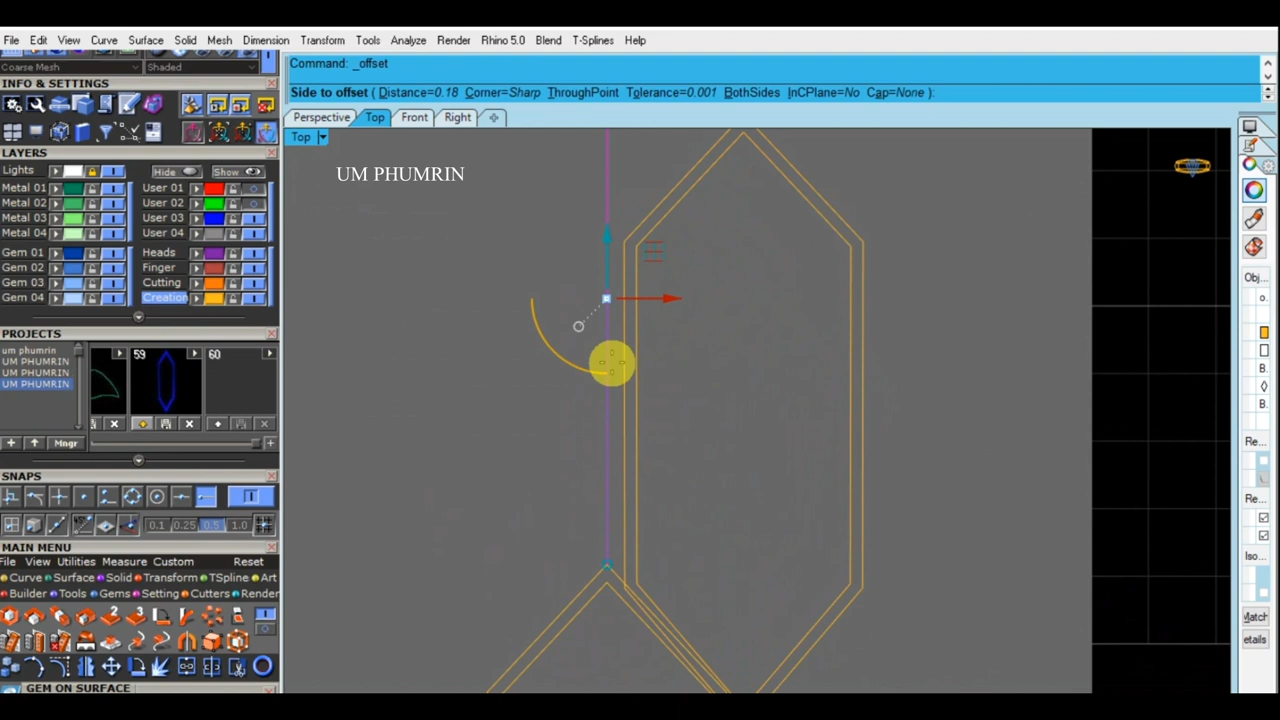 File Edit View Curve Surface Solid Mesh Dimension Transform Tools Analyze Render Rhino 5.0 Blend T-Splines Help
Coarse Mesh Shaded
Command: _offset
Side to offset ( Distance=0.18 Corner=Sharp ThroughPoint Tolerance=0.001 BothSides InCPlane=No Cap=None ):
Perspective Top Front Right
Top
UM PHUMRIN
INFO & SETTINGS
LAYERS
Lights Hide Show
Metal 01 User 01
Metal 02 User 02
Metal 03 User 03
Metal 04 User 04
Gem 01 Heads
Gem 02 Finger
Gem 03 Cutting
Gem 04 Creation
PROJECTS
um phumrin
UM PHUMRIN
UM PHUMRIN
UM PHUMRIN
59 60
Mngr
SNAPS
0.1 0.25 0.5 1.0
MAIN MENU
File View Utilities Measure Custom Reset
Curve Surface Solid Transform TSpline Art
Builder Tools Gems Setting Cutters Render
GEM ON SURFACE
Obj...
o.
B.
B.
Re...
Re...
Iso...
Match
etails